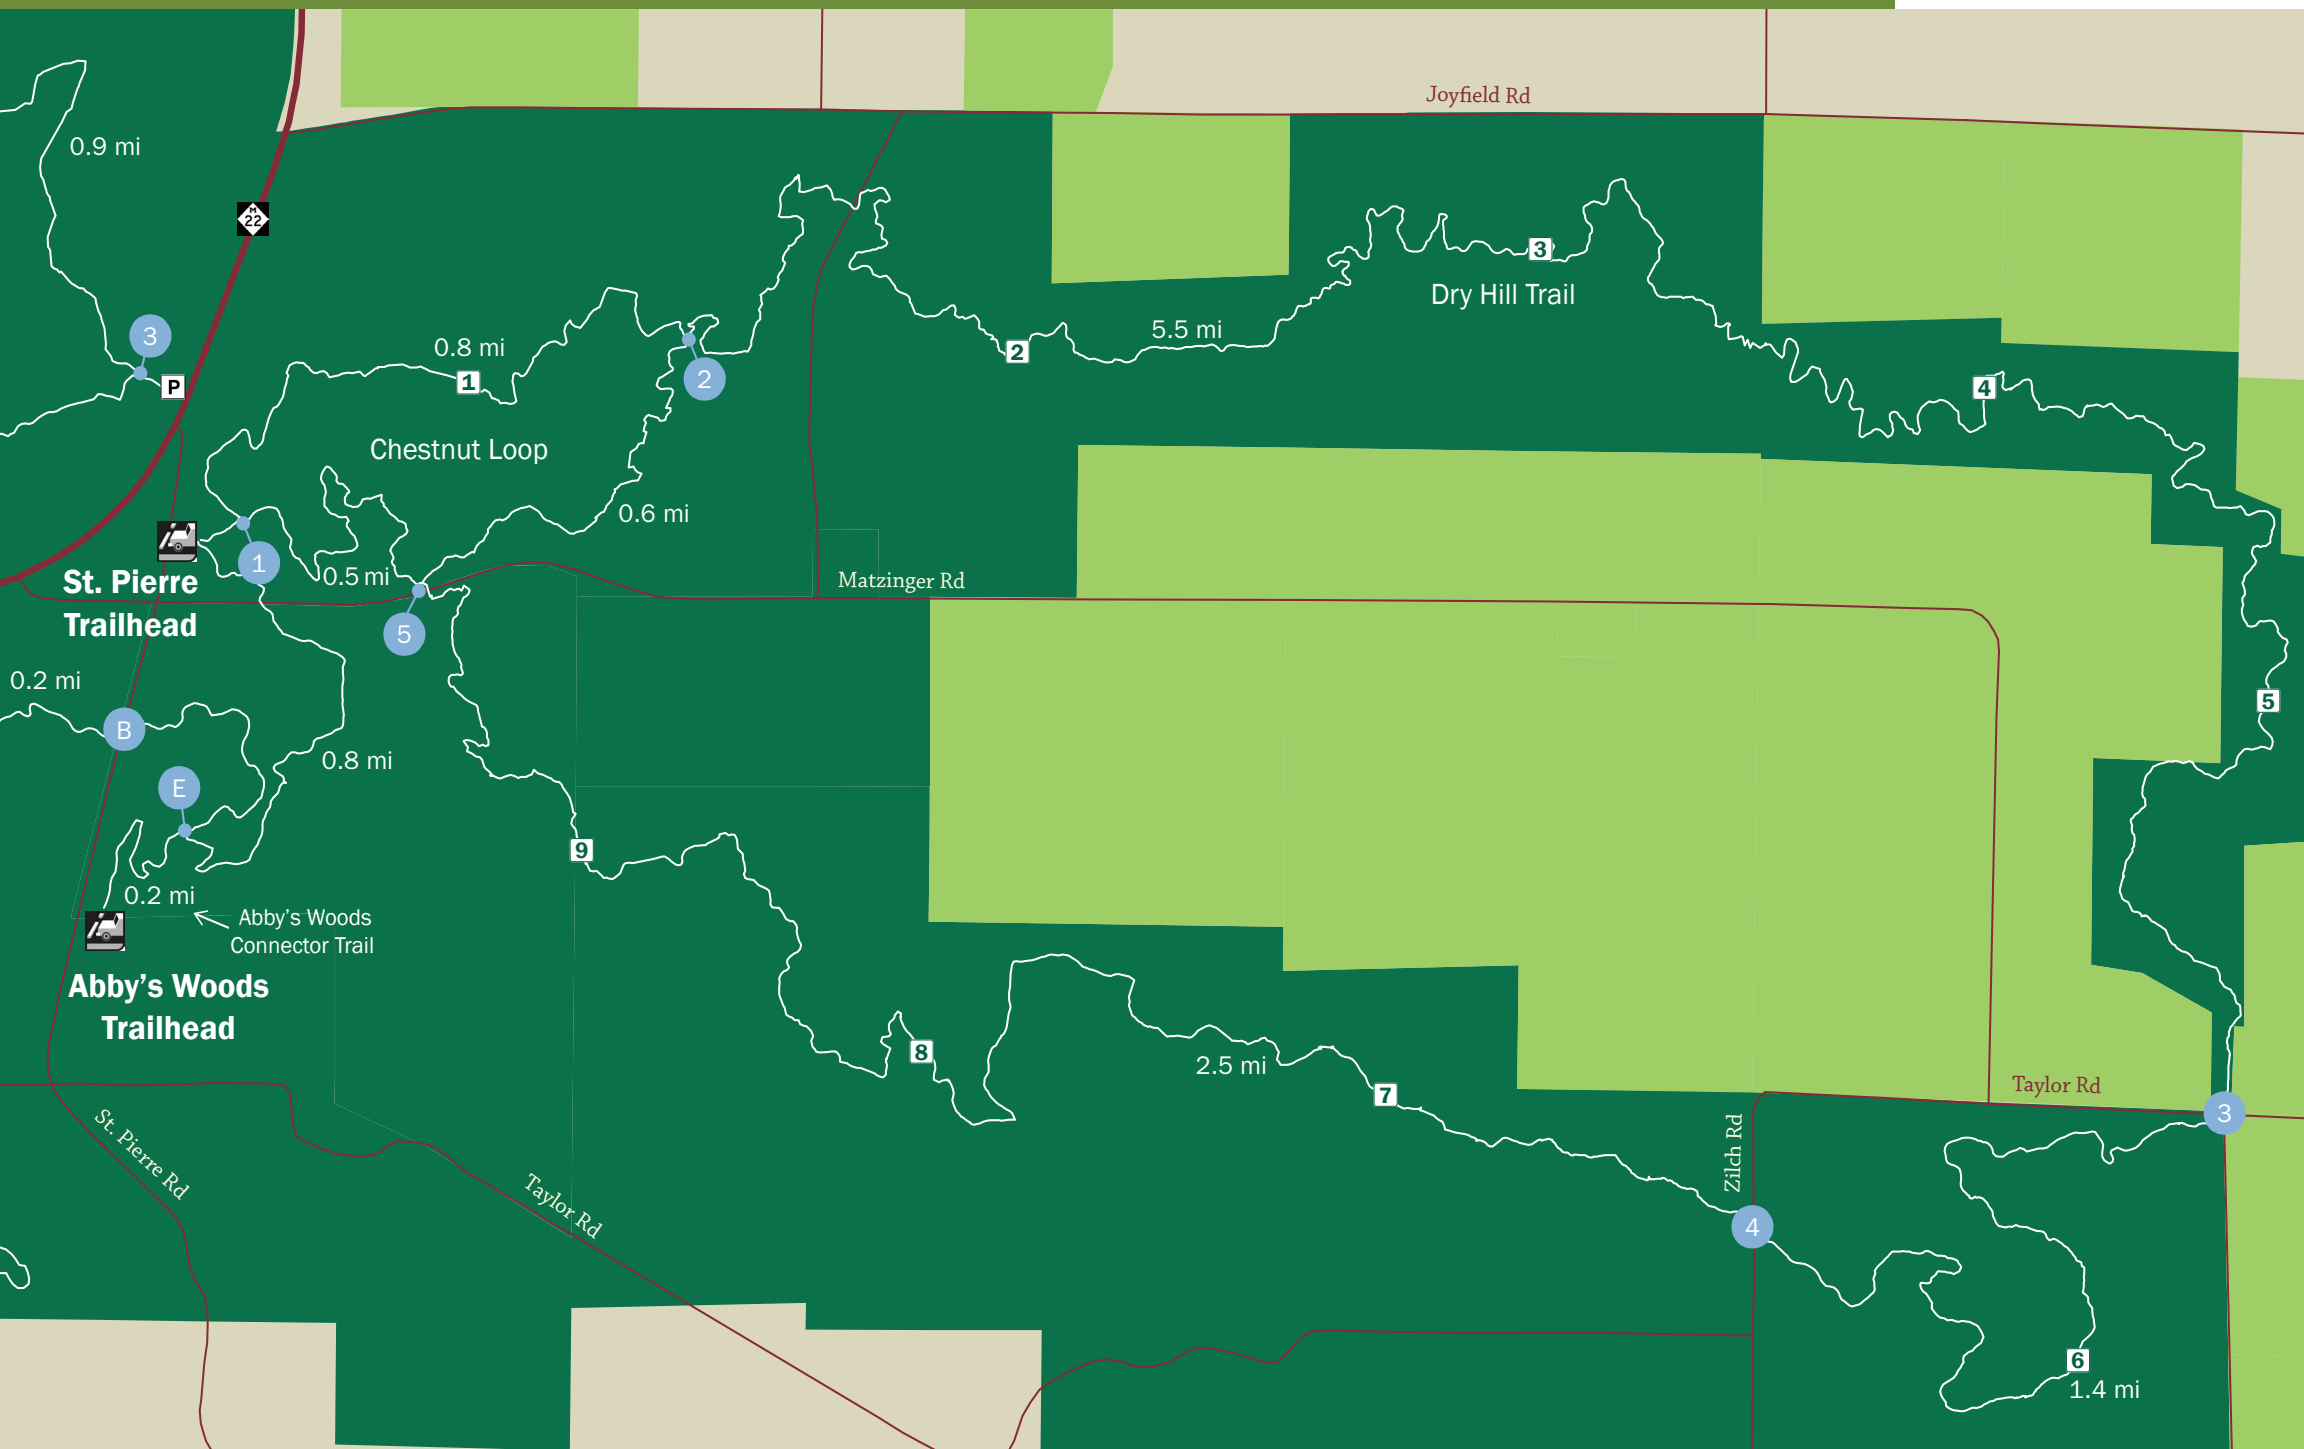 Joyfield Rd
0.9 mi
M
22
3
Dry Hill Trail
3
5.5 mi
2
0.8 mi
1
2
P
4
Chestnut Loop
0.6 mi
1
0.5 mi
St. Pierre
Trailhead
Matzinger Rd
5
0.2 mi
5
B
0.8 mi
E
9
0.2 mi
Abby's Woods
Connector Trail
Abby's Woods
Trailhead
8
2.5 mi
7
Taylor Rd
3
St. Pierre Rd
Taylor Rd
Zilch Rd
4
6
1.4 mi